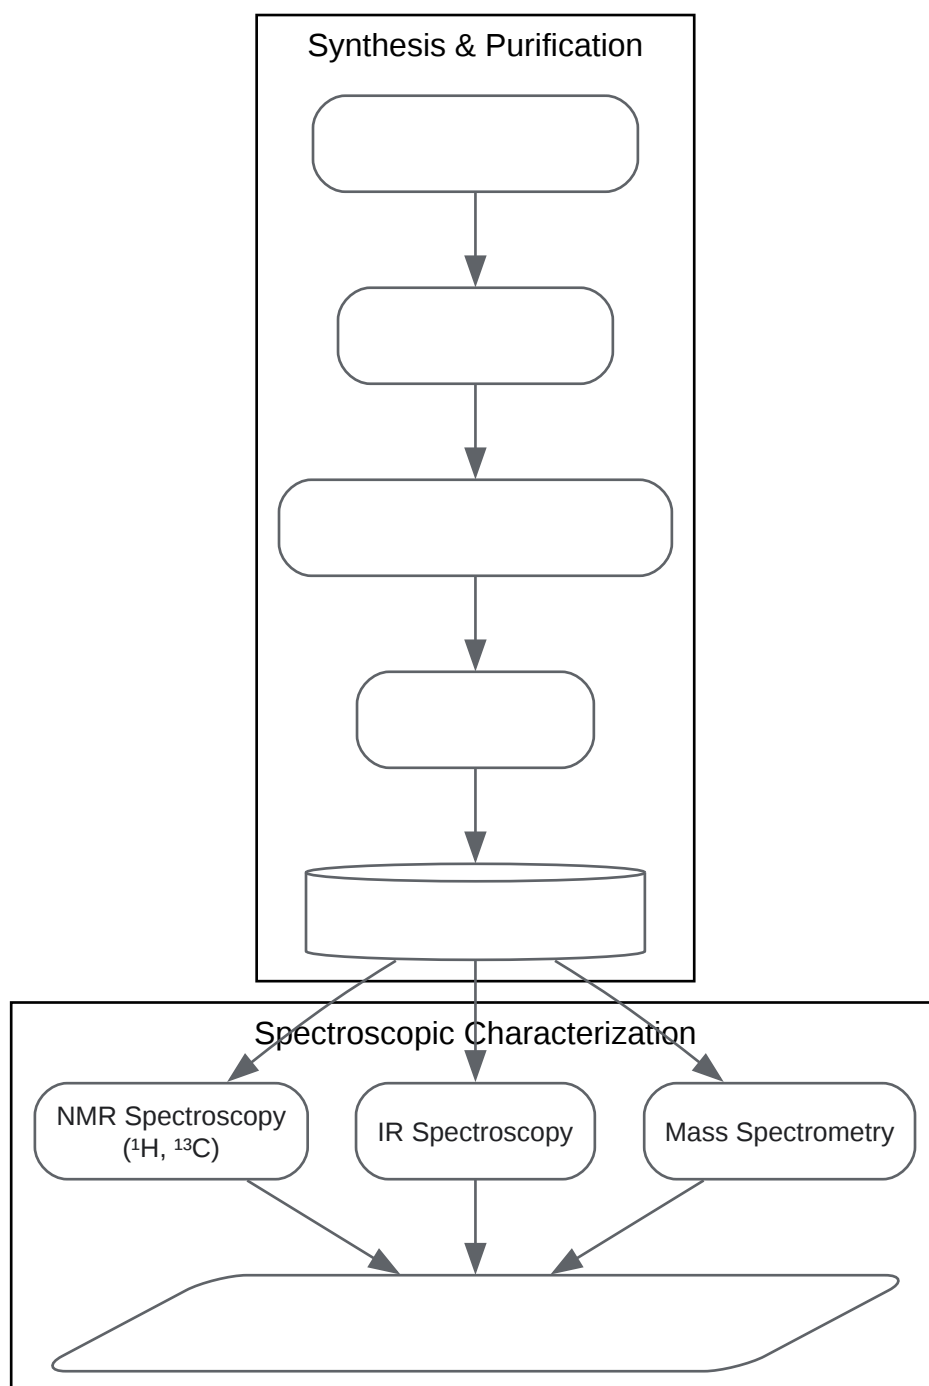 Synthesis & Purification
Spectroscopic Characterization
NMR Spectroscopy
(¹H, ¹³C)
IR Spectroscopy
Mass Spectrometry